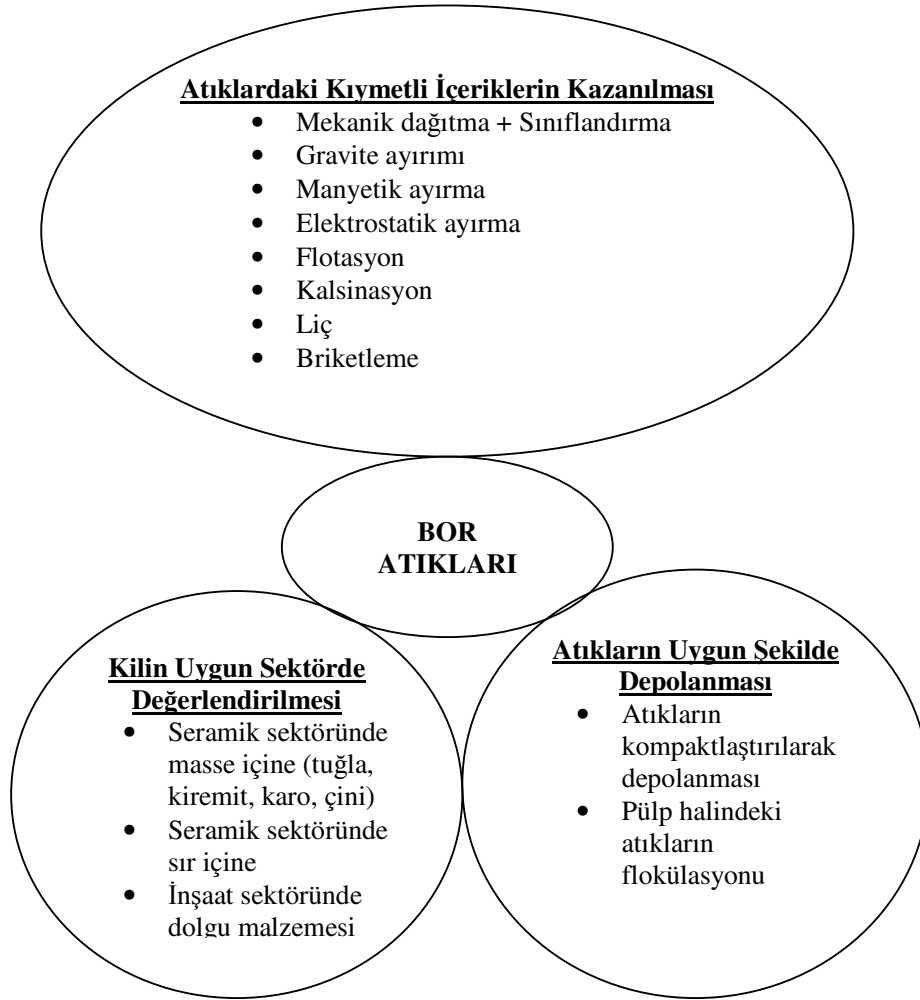 Atıklardaki Kıymetli İçeriklerin Kazanılması
• Mekanik dağıtma + Sınıflandırma
• Gravite ayırımı
• Manyetik ayırma
• Elektrostatik ayırma
• Flotasyon
• Kalsinasyon
• Liç
• Briketleme
BOR
ATIKLARI
Kilin Uygun Sektörde
Değerlendirilmesi
• Seramik sektöründe
masse içine (tuğla,
kiremit, karo, çini)
• Seramik sektöründe
sır içine
• İnşaat sektöründe
dolgu malzemesi
Atıkların Uygun Şekilde
Depolanması
• Atıkların
kompaktlaştırılarak
depolanması
• Pülp halindeki
atıkların
flokülasyonu